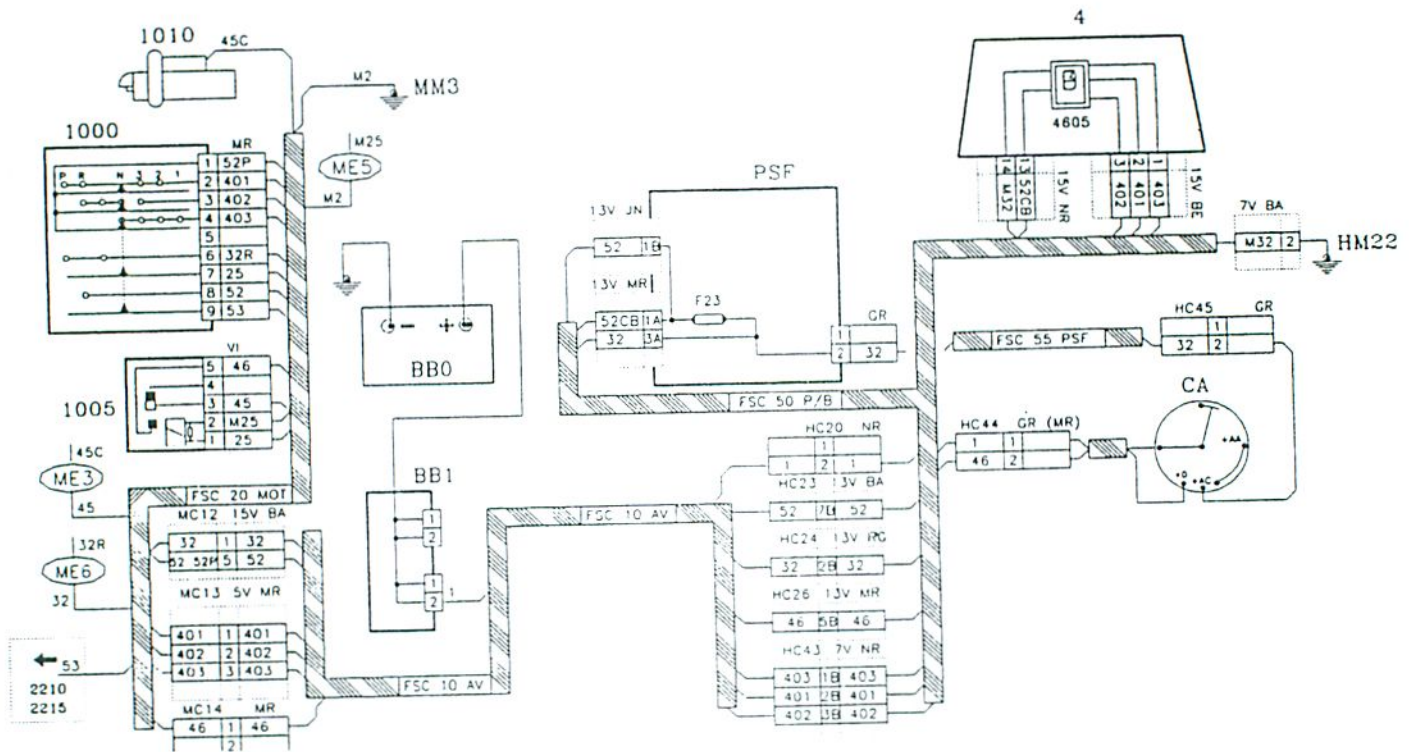 1010
45C
M2
MM3
4
1000
MR
P R N 3 2 1
1 52P
2 401
3 402
4 403
5
6 32R
7 25
8 52
9 53
M25
ME5
M2
PSF
13V JN
52 1B
13V MR
52CB 1A
32 3A
F23
GR
1
2 32
4605
14 M32
13 52CB
15V NR
3 402
2 401
1 403
15V BE
7V BA
M32 2
HM22
HC45 GR
1
32 2
FSC 55 PSF
CA
+AA
+D
+AC
HC44 GR (MR)
1 1
46 2
VI
5 46
4
3 45
2 M25
1 25
1005
BB0
FSC 50 P/B
45C
ME3
45
FSC 20 MOT
BB1
1
2
1
2
1
FSC 10 AV
HC20 NR
1
1 2 1
HC23 13V BA
52 7B 52
HC24 13V RG
32 2B 32
HC26 13V MR
46 5B 46
HC43 7V NR
403 1B 403
401 2B 401
402 3B 402
MC12 15V BA
32 1 32
52 52P 5 52
32R
ME6
32
MC13 5V MR
401 1 401
402 2 402
403 3 403
53
2210
2215
FSC 10 AV
MC14 MR
46 1 46
2